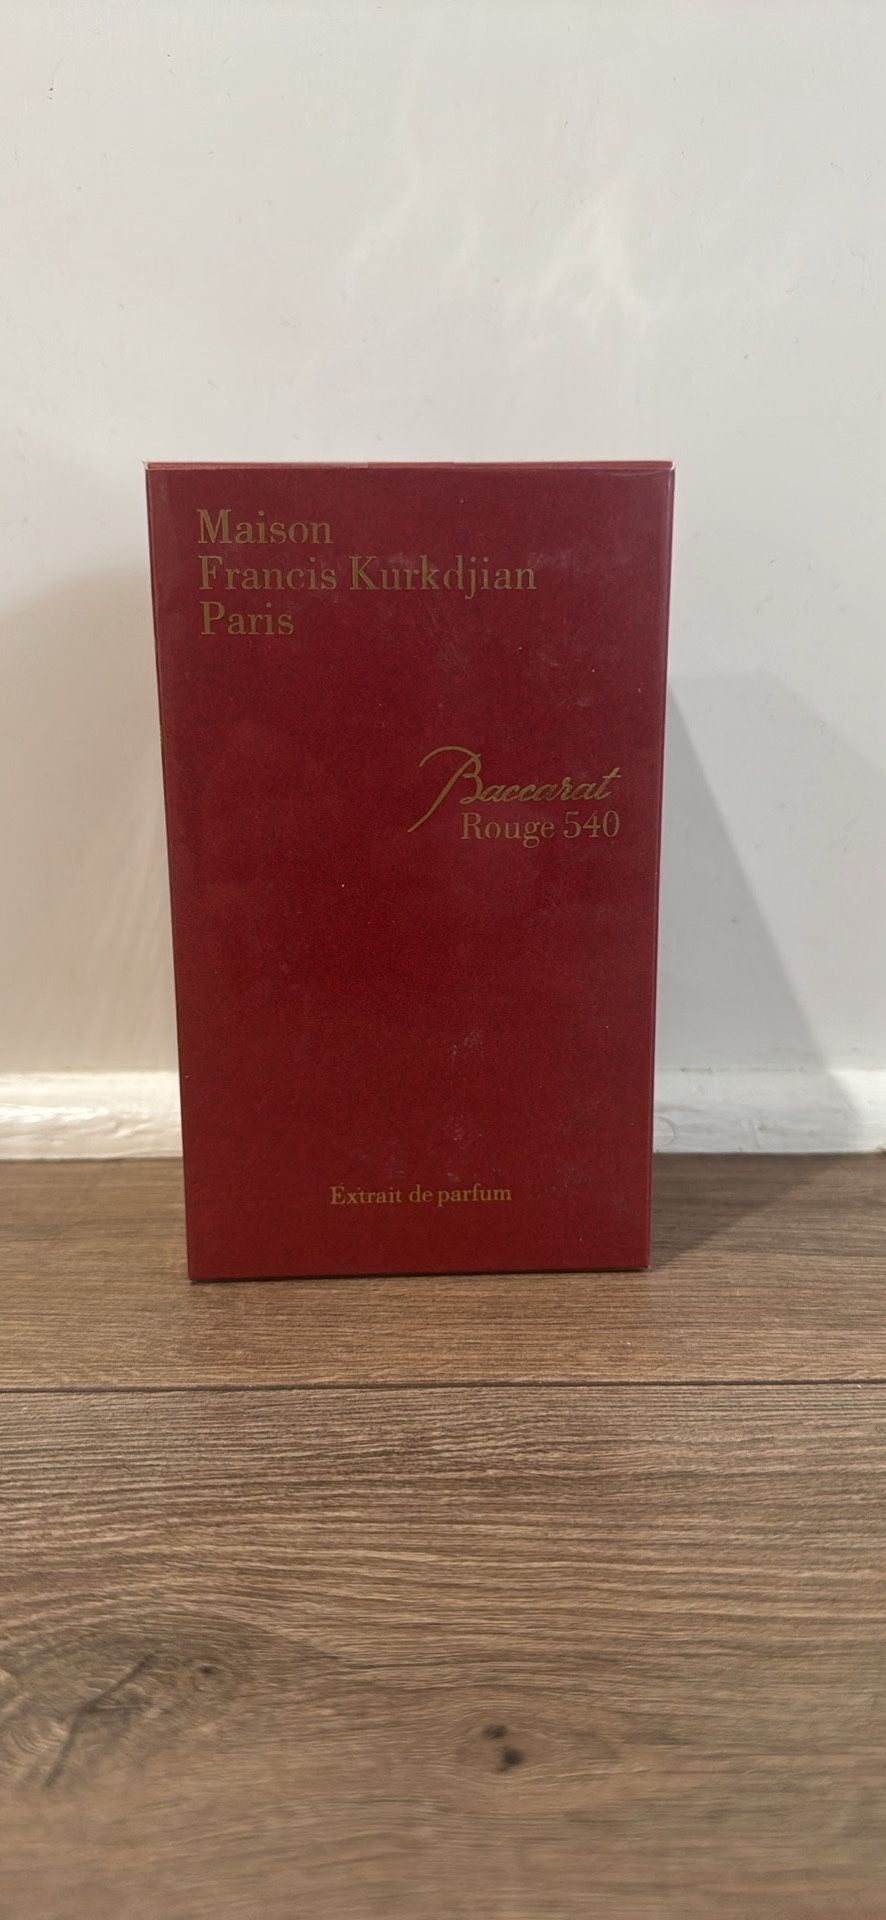 Maison
Francis Kurkdjian
Paris
Baccarat
Rouge 540
Extrait de parfum